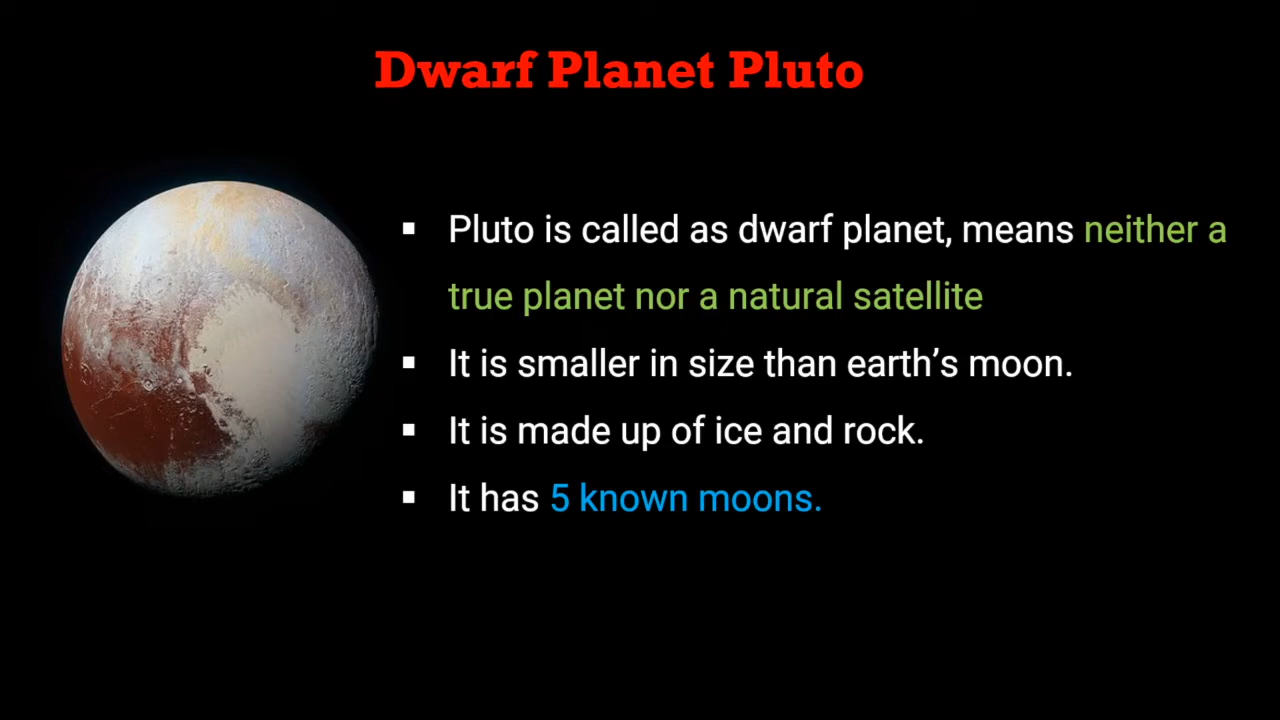 Dwarf Planet Pluto
▪ Pluto is called as dwarf planet, means neither a
true planet nor a natural satellite
▪ It is smaller in size than earth’s moon.
▪ It is made up of ice and rock.
▪ It has 5 known moons.